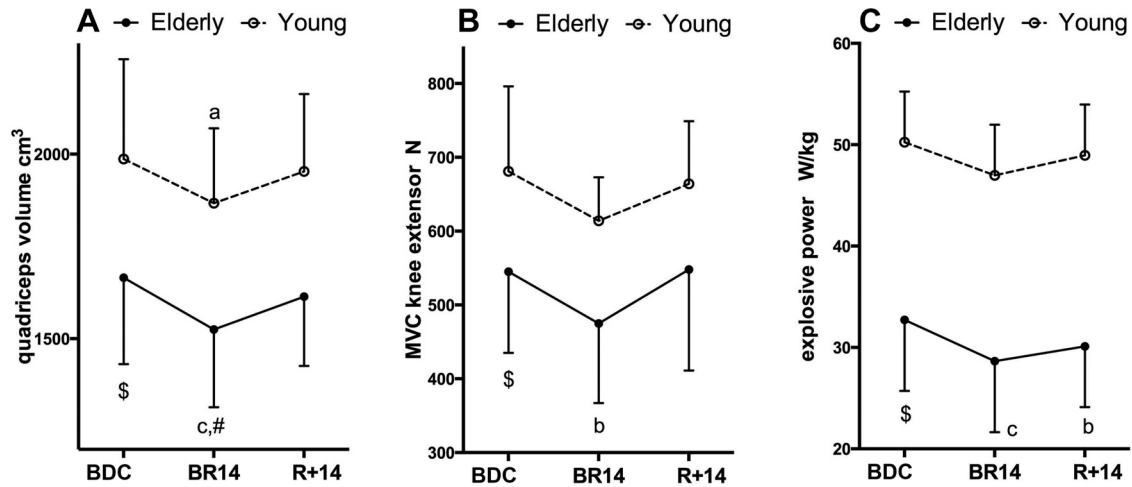 A
Elderly
Young
quadriceps volume cm³
2000
1500
a
$
c,#
BDC
BR14
R+14
B
Elderly
Young
MVC knee extensor N
800
700
600
500
400
300
$
b
BDC
BR14
R+14
C
Elderly
Young
explosive power W/kg
60
50
40
30
20
$
c
b
BDC
BR14
R+14